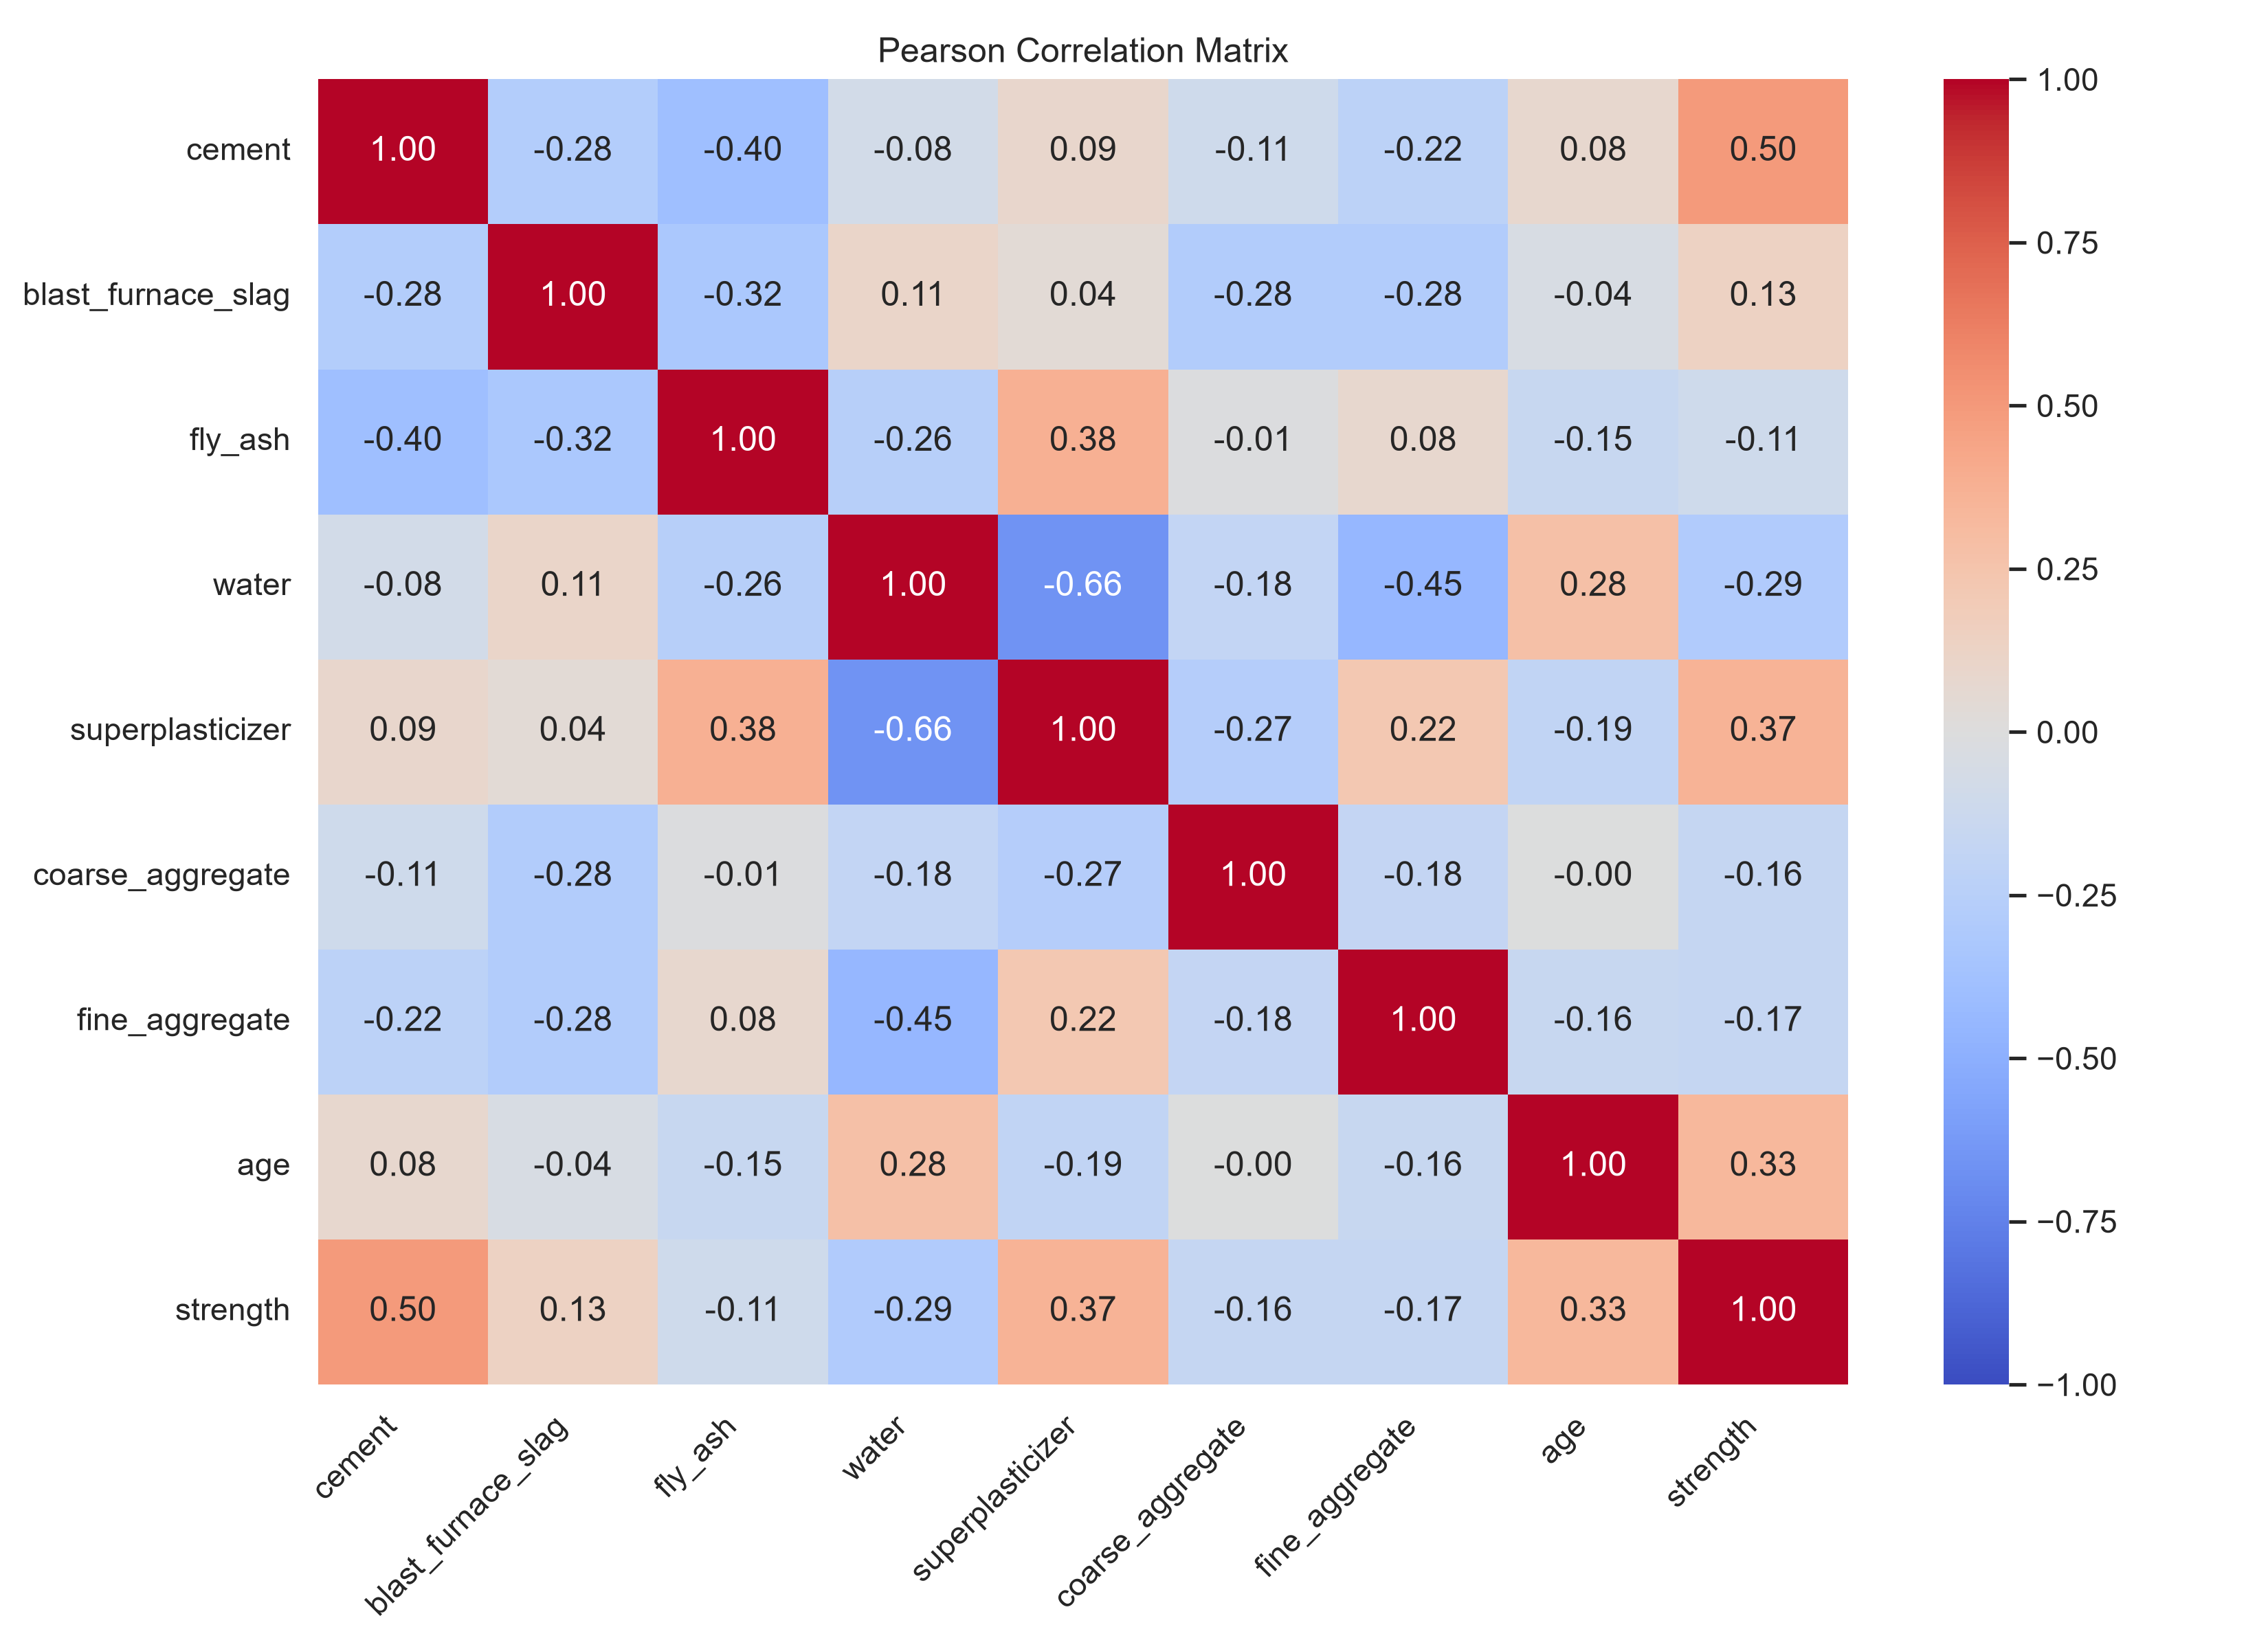 Pearson Correlation Matrix
cement 1.00 -0.28 -0.40 -0.08 0.09 -0.11 -0.22 0.08 0.50
blast_furnace_slag -0.28 1.00 -0.32 0.11 0.04 -0.28 -0.28 -0.04 0.13
fly_ash -0.40 -0.32 1.00 -0.26 0.38 -0.01 0.08 -0.15 -0.11
water -0.08 0.11 -0.26 1.00 -0.66 -0.18 -0.45 0.28 -0.29
superplasticizer 0.09 0.04 0.38 -0.66 1.00 -0.27 0.22 -0.19 0.37
coarse_aggregate -0.11 -0.28 -0.01 -0.18 -0.27 1.00 -0.18 -0.00 -0.16
fine_aggregate -0.22 -0.28 0.08 -0.45 0.22 -0.18 1.00 -0.16 -0.17
age 0.08 -0.04 -0.15 0.28 -0.19 -0.00 -0.16 1.00 0.33
strength 0.50 0.13 -0.11 -0.29 0.37 -0.16 -0.17 0.33 1.00
cement blast_furnace_slag fly_ash water superplasticizer coarse_aggregate fine_aggregate age strength
1.00
0.75
0.50
0.25
0.00
−0.25
−0.50
−0.75
−1.00